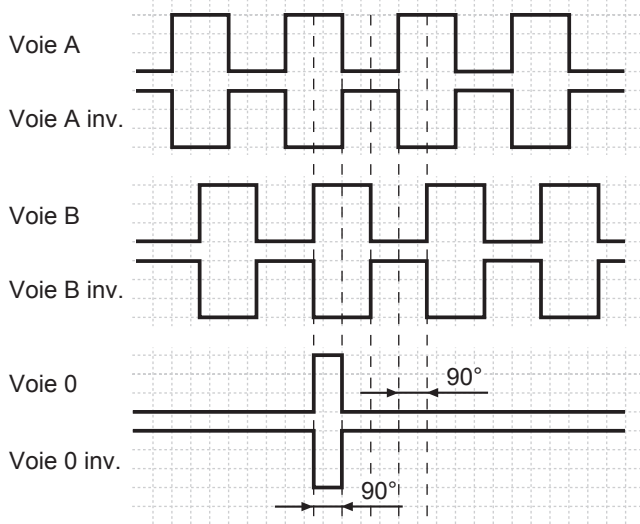 Voie A
Voie A inv.
Voie B
Voie B inv.
Voie 0
90°
Voie 0 inv.
90°